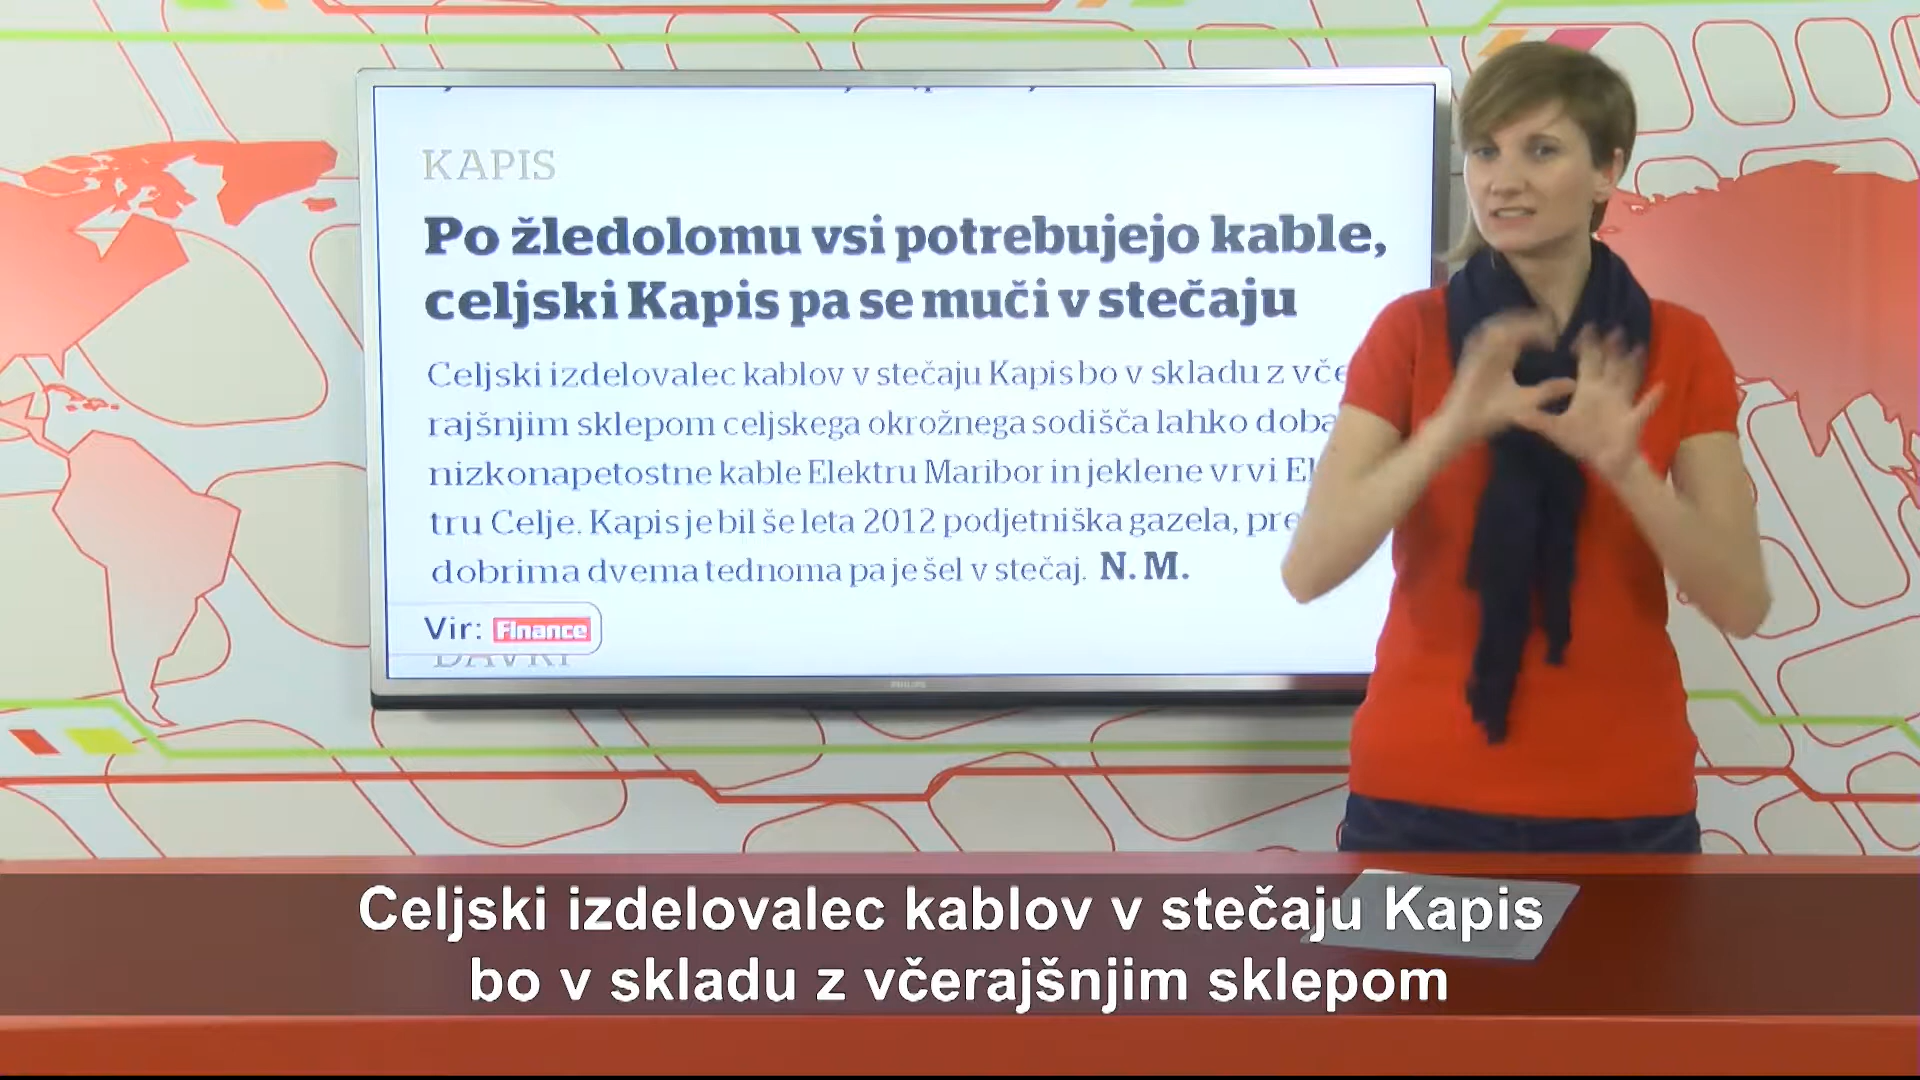 KAPIS
Po žledolomu vsi potrebujejo kable,
celjski Kapis pa se muči v stečaju
Celjski izdelovalec kablov v stečaju Kapis bo v skladu z vče
rajšnjim sklepom celjskega okrožnega sodišča lahko doba
nizkonapetostne kable Elektru Maribor in jeklene vrvi El
tru Celje. Kapis je bil še leta 2012 podjetniška gazela, pre
dobrima dvema tednoma pa je šel v stečaj. N. M.
Vir: Finance
DAVKI
PHILIPS
Celjski izdelovalec kablov v stečaju Kapis
bo v skladu z včerajšnjim sklepom